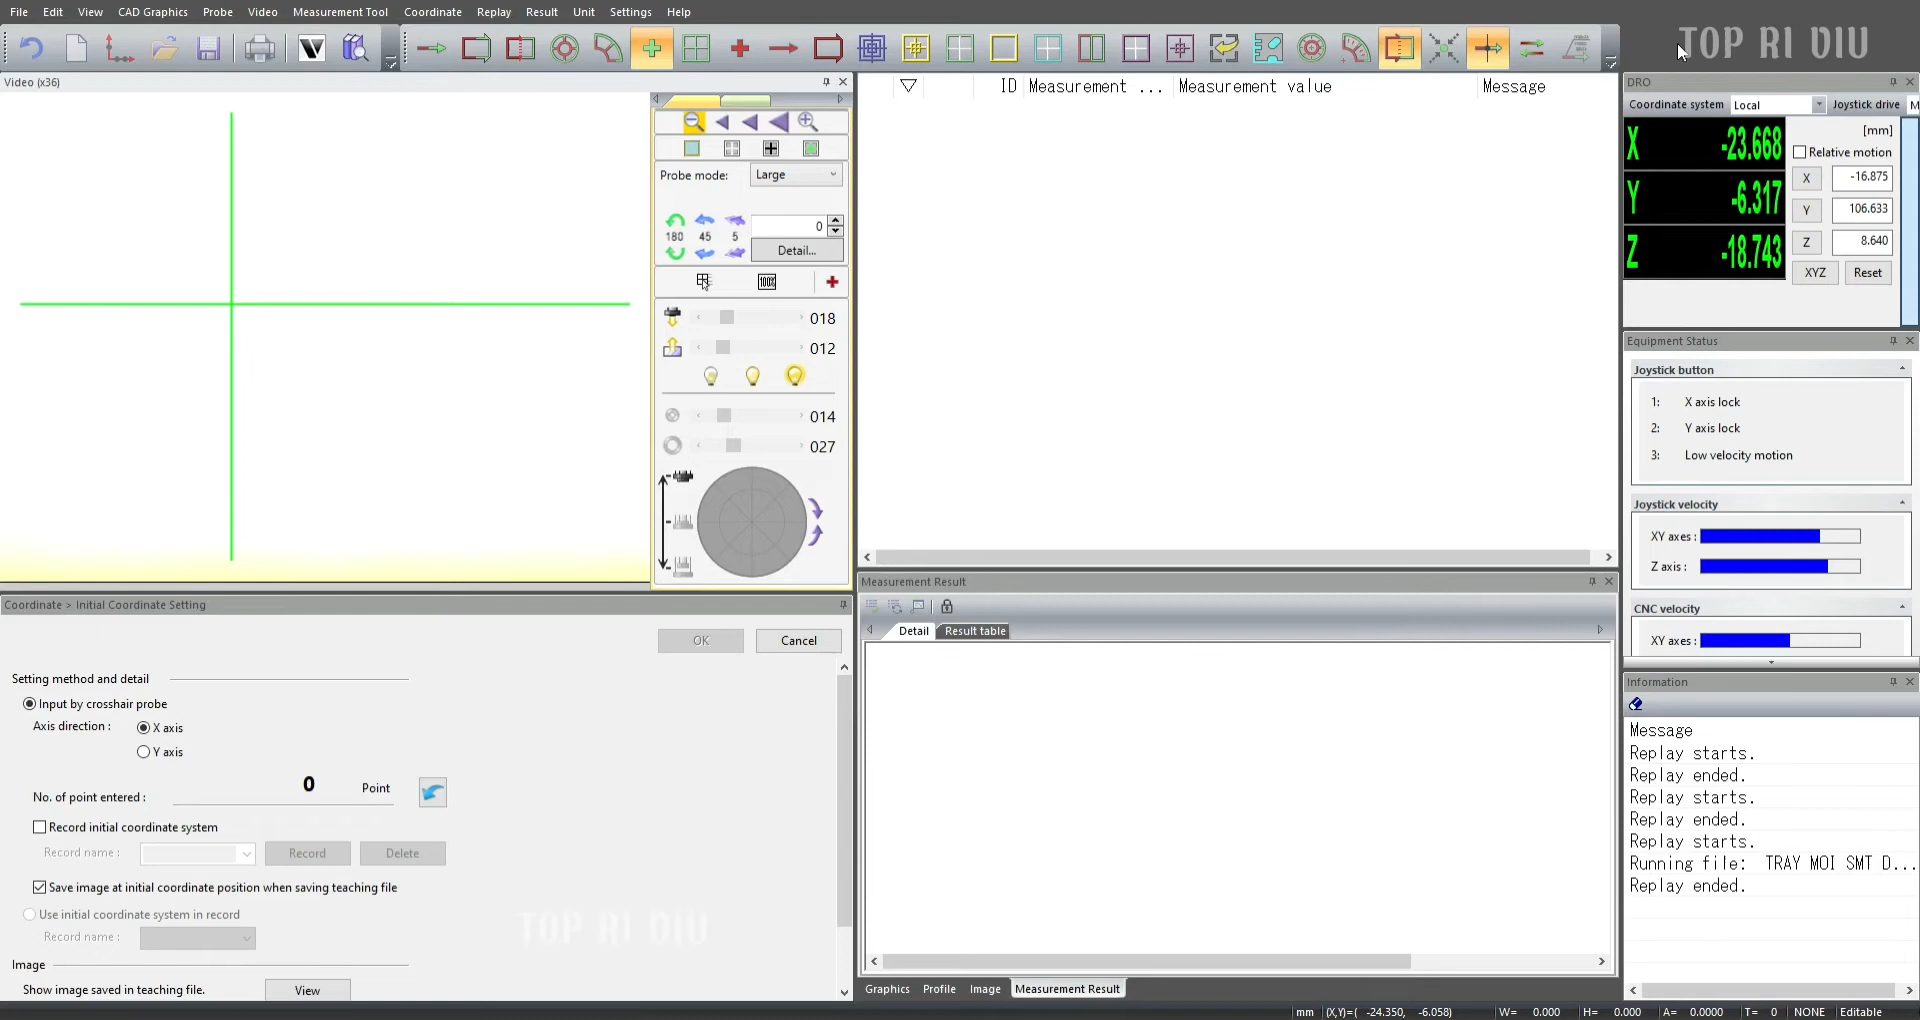 File Edit View CAD Graphics Probe Video Measurement Tool Coordinate Replay Result Unit Settings Help
TOP RI DIU
Video (x36)
Probe mode: Large
180 45 5 0
Detail...
100%
018
012
014
027
ID Measurement ... Measurement value Message
DRO
Coordinate system Local Joystick drive M
X -23.668
Y -6.317
Z -18.743
[mm]
Relative motion
X -16.875
Y 106.633
Z 8.640
XYZ Reset
Equipment Status
Joystick button
1: X axis lock
2: Y axis lock
3: Low velocity motion
Joystick velocity
XY axes :
Z axis :
CNC velocity
XY axes :
Coordinate > Initial Coordinate Setting
OK Cancel
Setting method and detail
Input by crosshair probe
Axis direction : X axis
Y axis
No. of point entered : 0 Point
Record initial coordinate system
Record name : Record Delete
Save image at initial coordinate position when saving teaching file
Use initial coordinate system in record
Record name :
TOP RI DIU
Image
Show image saved in teaching file. View
Measurement Result
Detail Result table
Graphics Profile Image Measurement Result
Information
Message
Replay starts.
Replay ended.
Replay starts.
Replay ended.
Replay starts.
Running file: TRAY MOI SMT D...
Replay ended.
mm (X,Y)=( -24.350, -6.058) W= 0.000 H= 0.000 A= 0.0000 T= 0 NONE Editable